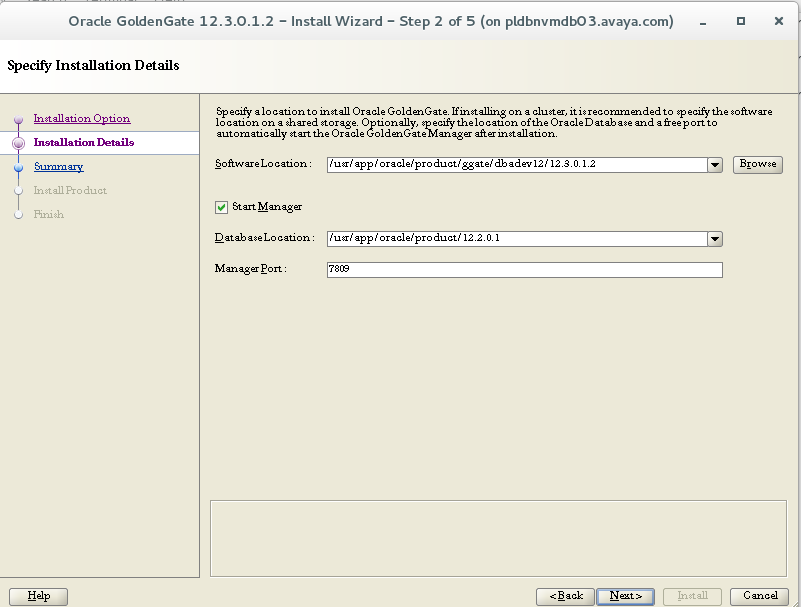 Oracle GoldenGate 12.3.0.1.2 - Install Wizard - Step 2 of 5 (on pldbnvmdb03.avaya.com)
Specify Installation Details
Installation Option
Installation Details
Summary
Install Product
Finish
Specify a location to install Oracle GoldenGate. If installing on a cluster, it is recommended to specify the software
location on a shared storage. Optionally, specify the location of the Oracle Database and a free port to
automatically start the Oracle GoldenGate Manager after installation.
Software Location: /usr/app/oracle/product/ggate/dbadev12/12.3.0.1.2 Browse
Start Manager
Database Location: /usr/app/oracle/product/12.2.0.1
Manager Port: 7809
Help <Back Next> Install Cancel